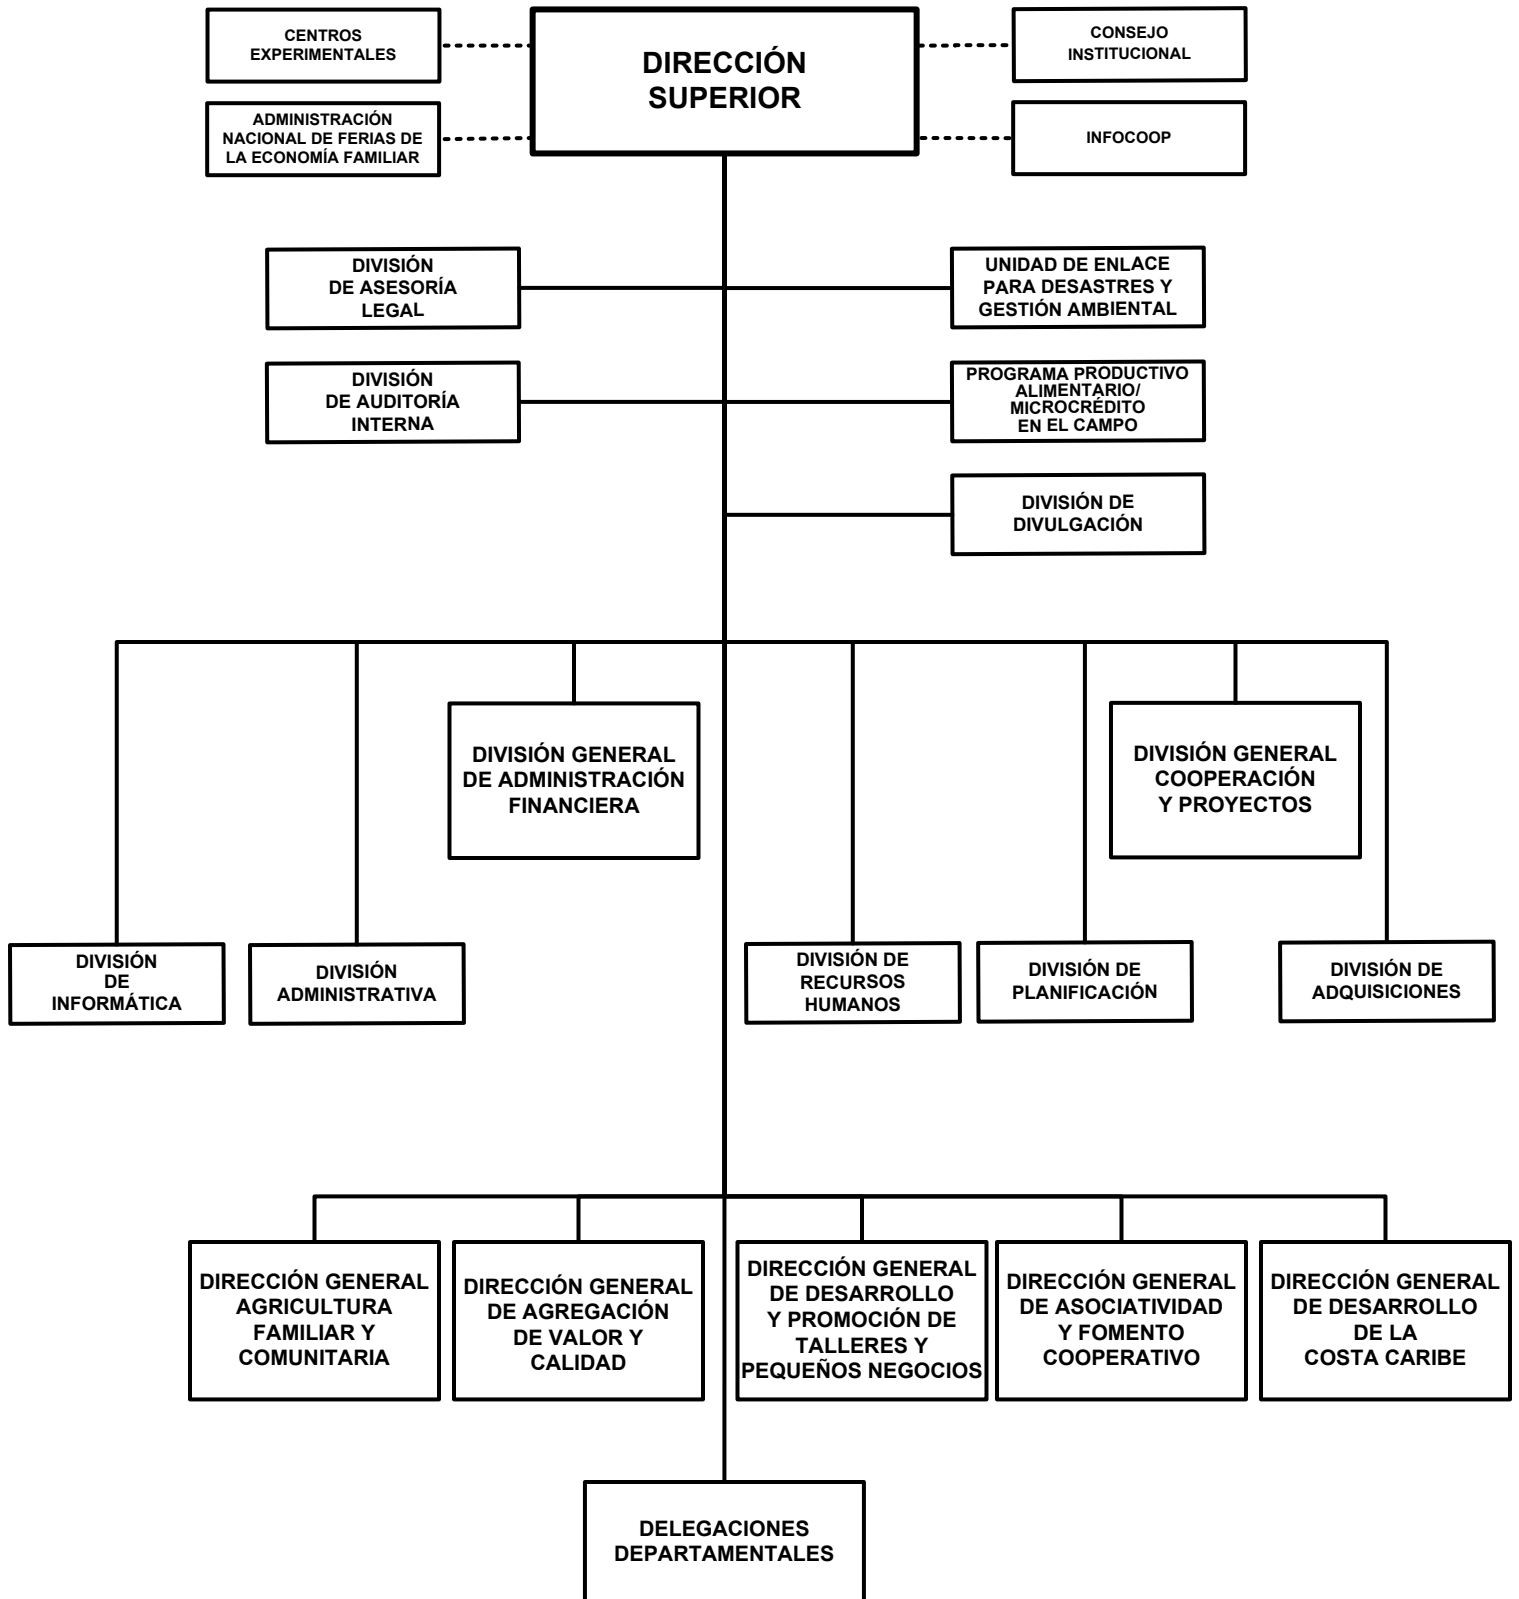 CENTROS
EXPERIMENTALES
DIRECCIÓN
SUPERIOR
CONSEJO
INSTITUCIONAL
ADMINISTRACIÓN
NACIONAL DE FERIAS DE
LA ECONOMÍA FAMILIAR
INFOCOOP
DIVISIÓN
DE ASESORÍA
LEGAL
UNIDAD DE ENLACE
PARA DESASTRES Y
GESTIÓN AMBIENTAL
DIVISIÓN
DE AUDITORÍA
INTERNA
PROGRAMA PRODUCTIVO
ALIMENTARIO/
MICROCRÉDITO
EN EL CAMPO
DIVISIÓN DE
DIVULGACIÓN
DIVISIÓN GENERAL
DE ADMINISTRACIÓN
FINANCIERA
DIVISIÓN GENERAL
COOPERACIÓN
Y PROYECTOS
DIVISIÓN
DE
INFORMÁTICA
DIVISIÓN
ADMINISTRATIVA
DIVISIÓN DE
RECURSOS
HUMANOS
DIVISIÓN DE
PLANIFICACIÓN
DIVISIÓN DE
ADQUISICIONES
DIRECCIÓN GENERAL
AGRICULTURA
FAMILIAR Y
COMUNITARIA
DIRECCIÓN GENERAL
DE AGREGACIÓN
DE VALOR Y
CALIDAD
DIRECCIÓN GENERAL
DE DESARROLLO
Y PROMOCIÓN DE
TALLERES Y
PEQUEÑOS NEGOCIOS
DIRECCIÓN GENERAL
DE ASOCIATIVIDAD
Y FOMENTO
COOPERATIVO
DIRECCIÓN GENERAL
DE DESARROLLO
DE LA
COSTA CARIBE
DELEGACIONES
DEPARTAMENTALES